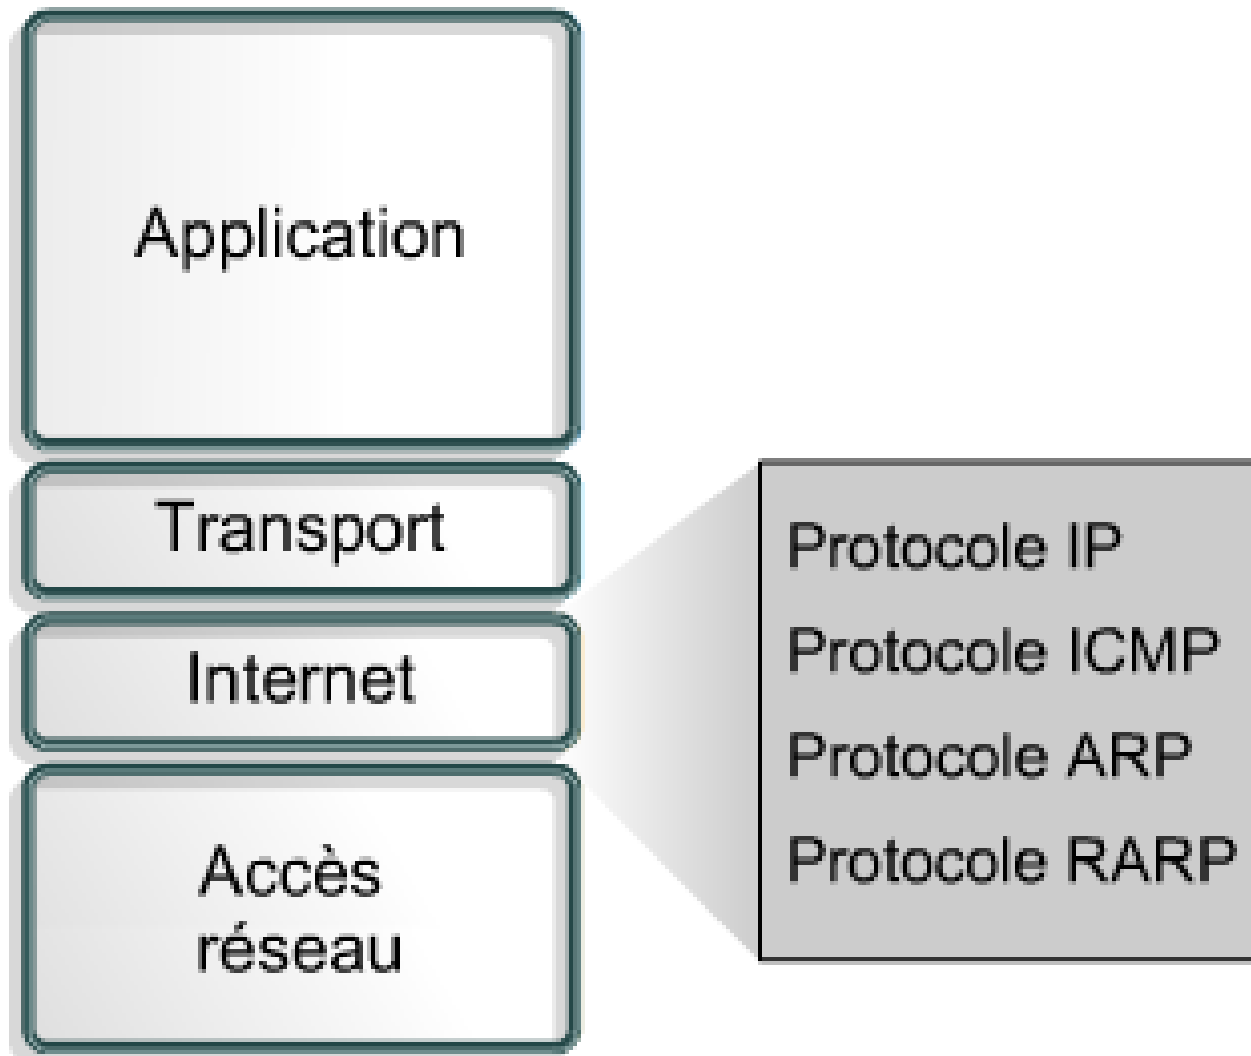 Application
Transport
Internet
Accès
réseau
Protocole IP
Protocole ICMP
Protocole ARP
Protocole RARP